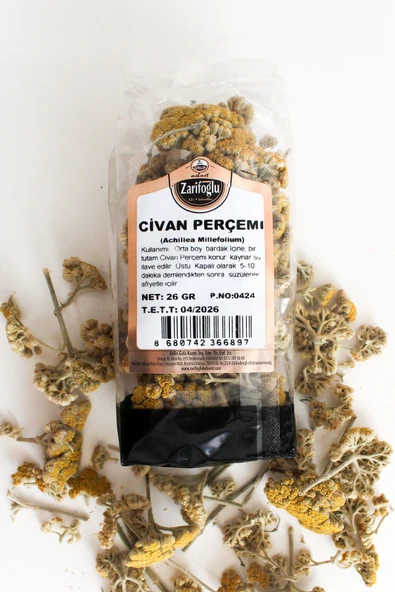 Zarifoğlu
CİVAN PERÇEMİ
(Achillea Millefolium)
Kullanımı: Orta boy bardak içine, bir
tutam Civan Perçemi konur kaynar su
ilave edilir Üstü Kapalı olarak 5-10
dakika demlendikten sonra süzülerek
afiyetle içilir
NET: 26 GR P.NO:0424
T.E.T.T: 04/2026
8 680742 366897